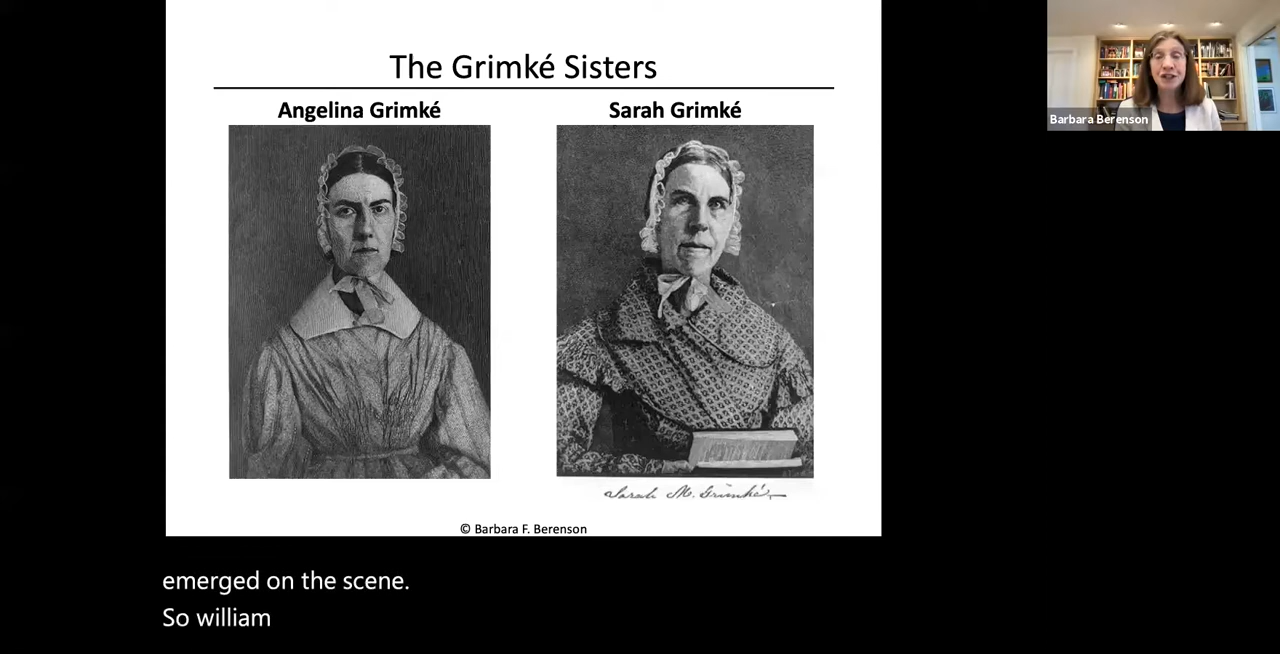 The Grimké Sisters
Angelina Grimké
Sarah Grimké
Sarah M. Grimké
© Barbara F. Berenson
Barbara Berenson
emerged on the scene.
So william